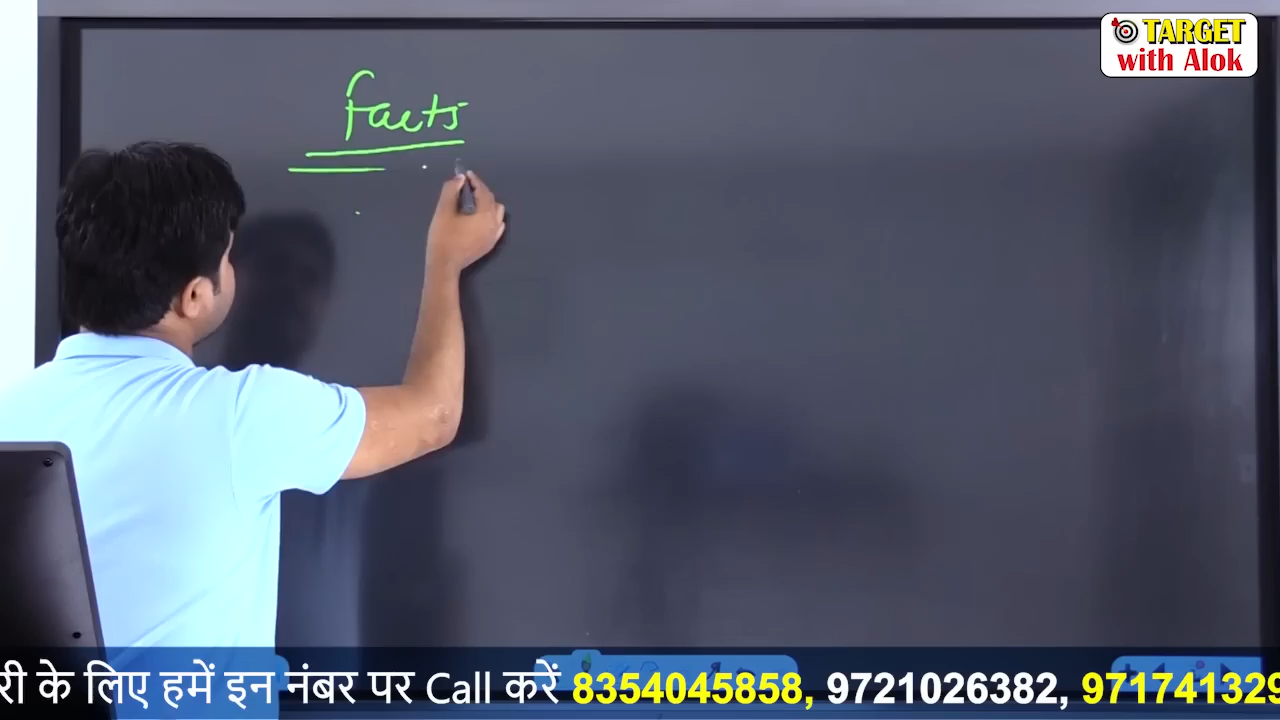 TARGET
with Alok
Facts
री के लिए हमें इन नंबर पर Call करें 8354045858, 9721026382, 971741329